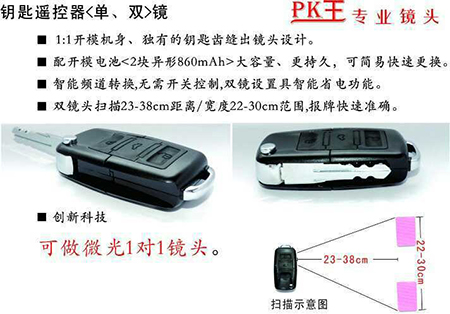 钥匙遥控器<单、双>镜
PK王专业镜头
■ 1:1开模机身、独有的钥匙齿缝出镜头设计。
■ 配开模电池<2块异形860mAh>大容量、更持久，可简易快速更换。
■ 智能频道转换,无需开关控制,双镜设置具智能省电功能。
■ 双镜头扫描23-38cm距离/宽度22-30cm范围,报牌快速准确。
■ 创新科技
可做微光1对1镜头。
23-38cm
22-30cm
扫描示意图